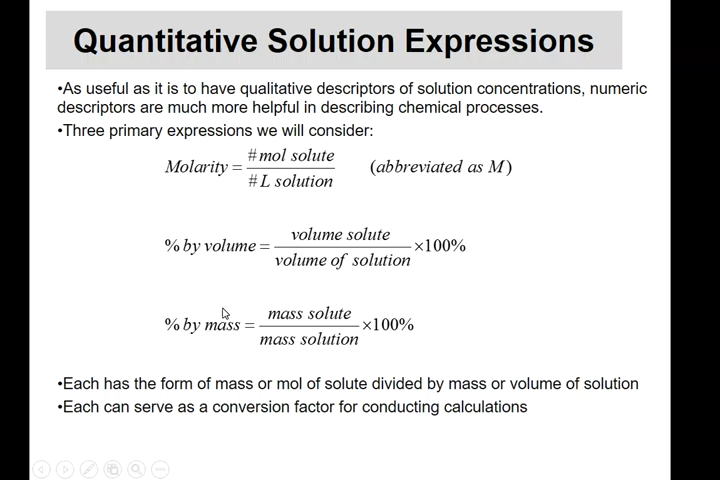 Quantitative Solution Expressions
•As useful as it is to have qualitative descriptors of solution concentrations, numeric
descriptors are much more helpful in describing chemical processes.
•Three primary expressions we will consider:
Molarity = #mol solute / #L solution (abbreviated as M)
% by volume = volume solute / volume of solution ×100%
% by mass = mass solute / mass solution ×100%
•Each has the form of mass or mol of solute divided by mass or volume of solution
•Each can serve as a conversion factor for conducting calculations